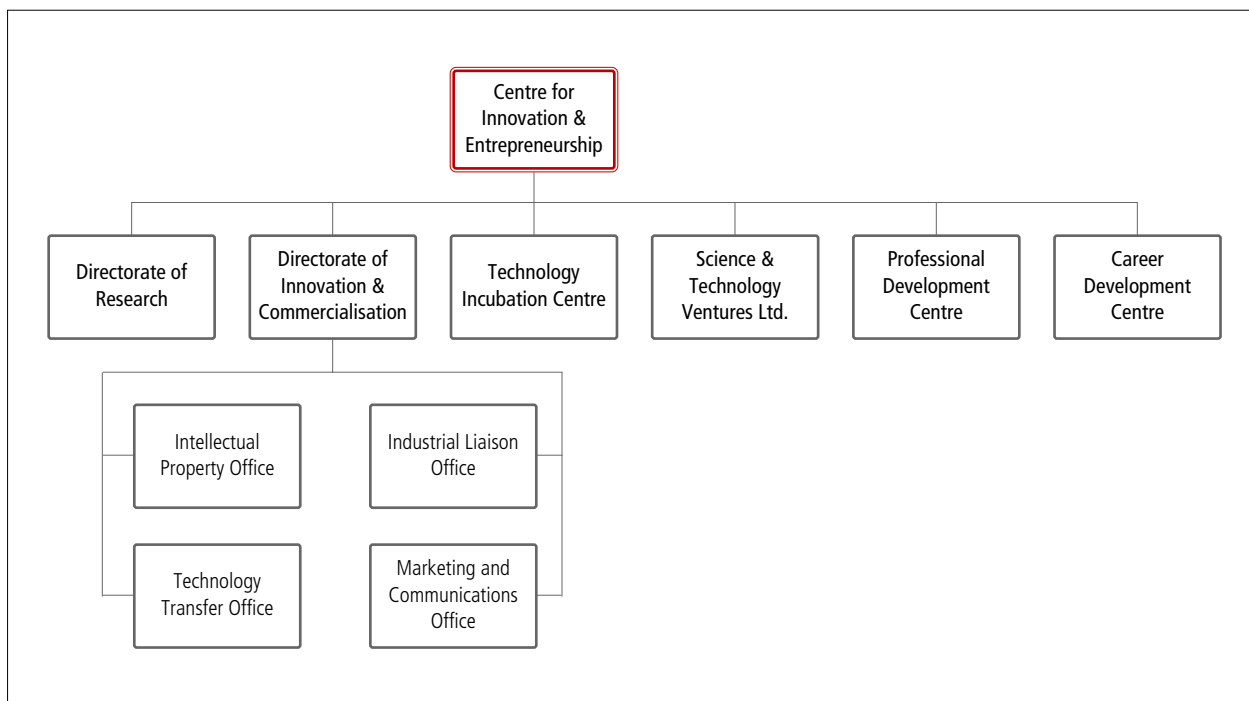 Centre for
Innovation &
Entrepreneurship
Directorate of
Research
Directorate of
Innovation &
Commercialisation
Technology
Incubation Centre
Science &
Technology
Ventures Ltd.
Professional
Development
Centre
Career
Development
Centre
Intellectual
Property Office
Industrial Liaison
Office
Technology
Transfer Office
Marketing and
Communications
Office